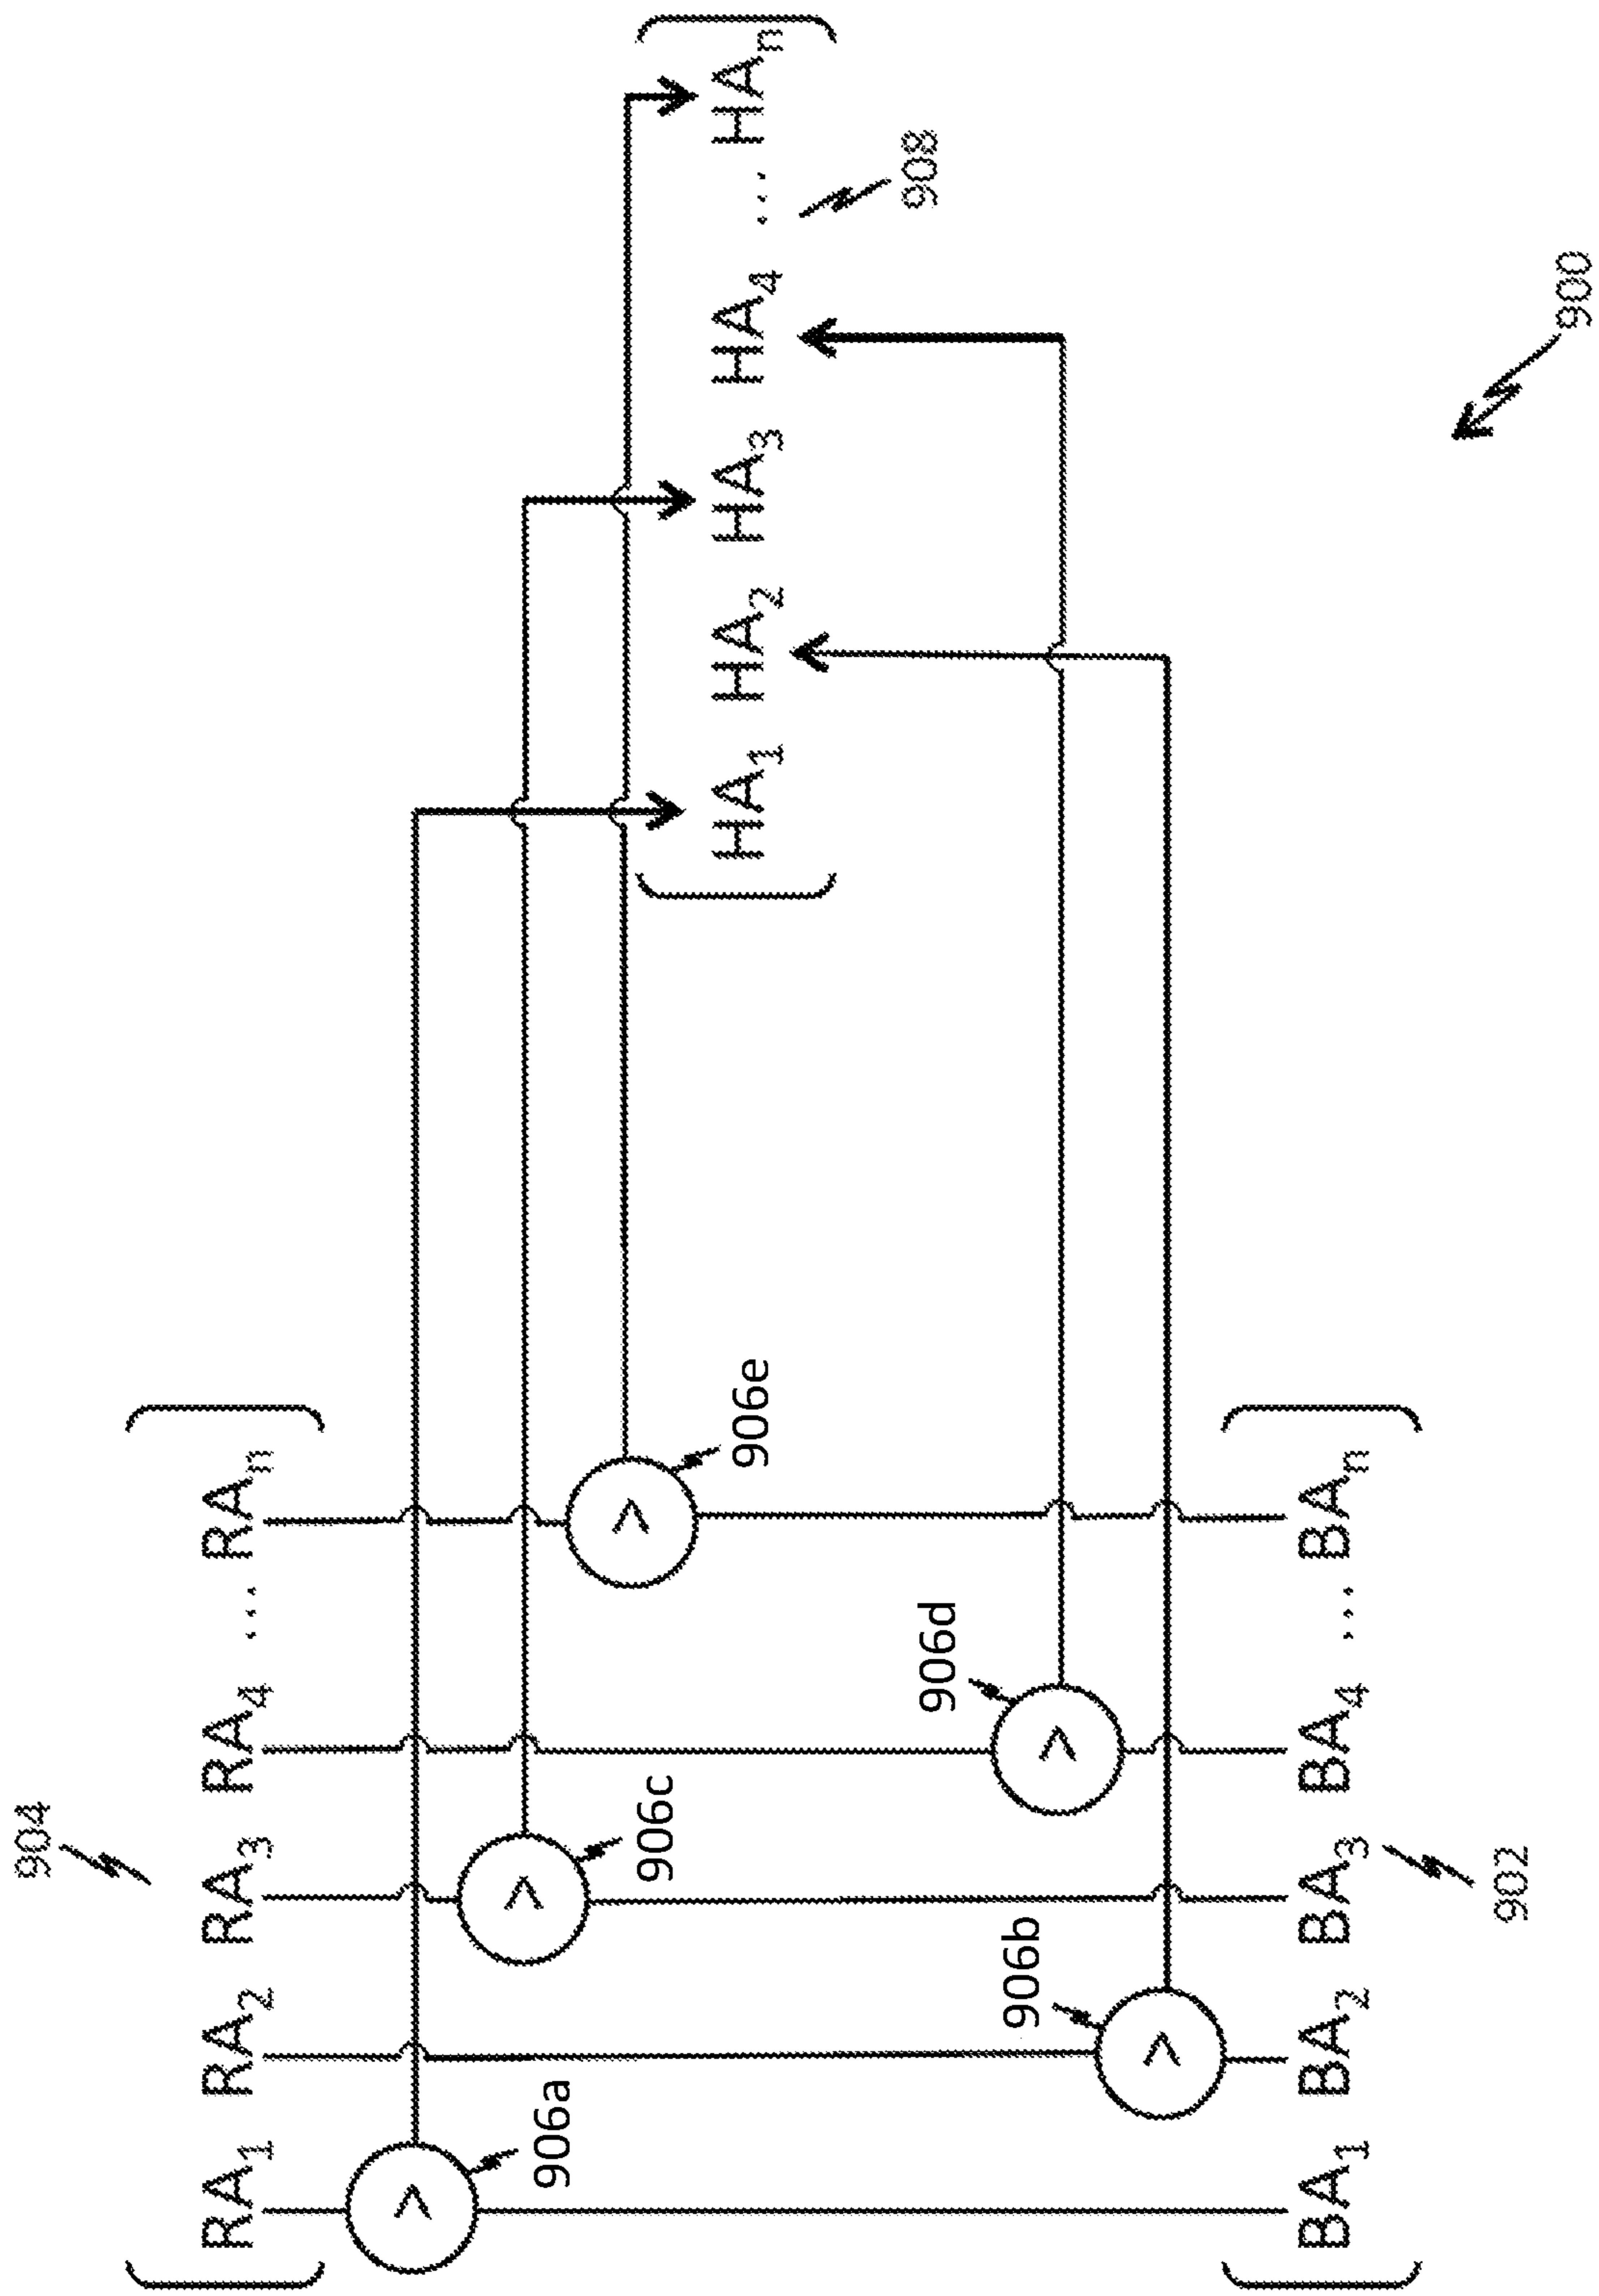 904
RA1 RA2 RA3 RA4 ... RAn
>
>
906a
>
906c
HA1 HA2 HA3 HA4 ... HAn
906e
908
906d
906b
>
>
BA1 BA2 BA3 BA4 ... BAn
902
900